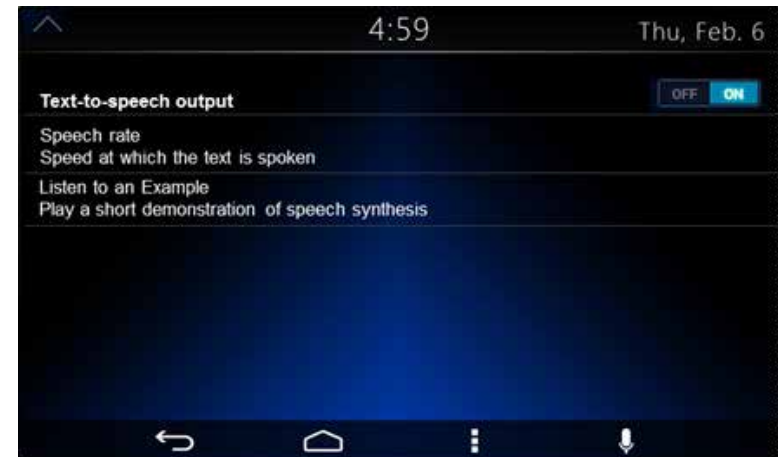 4:59
Thu, Feb. 6
Text-to-speech output
OFF ON
Speech rate
Speed at which the text is spoken
Listen to an Example
Play a short demonstration of speech synthesis